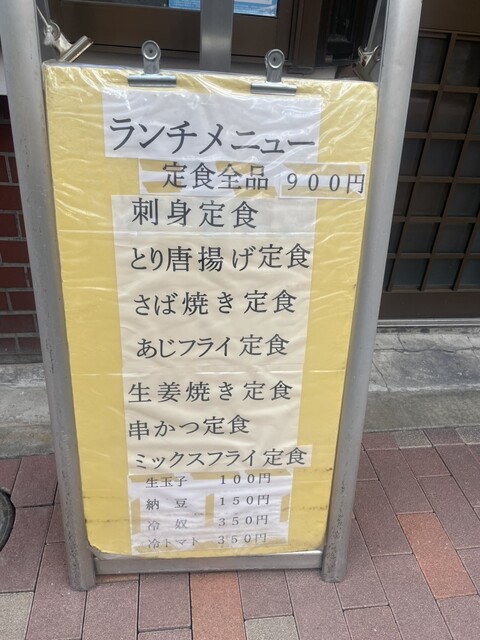 ランチメニュー
定食全品 900円
刺身定食
とり唐揚げ定食
さば焼き定食
あじフライ定食
生姜焼き定食
串かつ定食
ミックスフライ定食
生玉子 100円
納豆 150円
冷奴 350円
冷トマト 350円